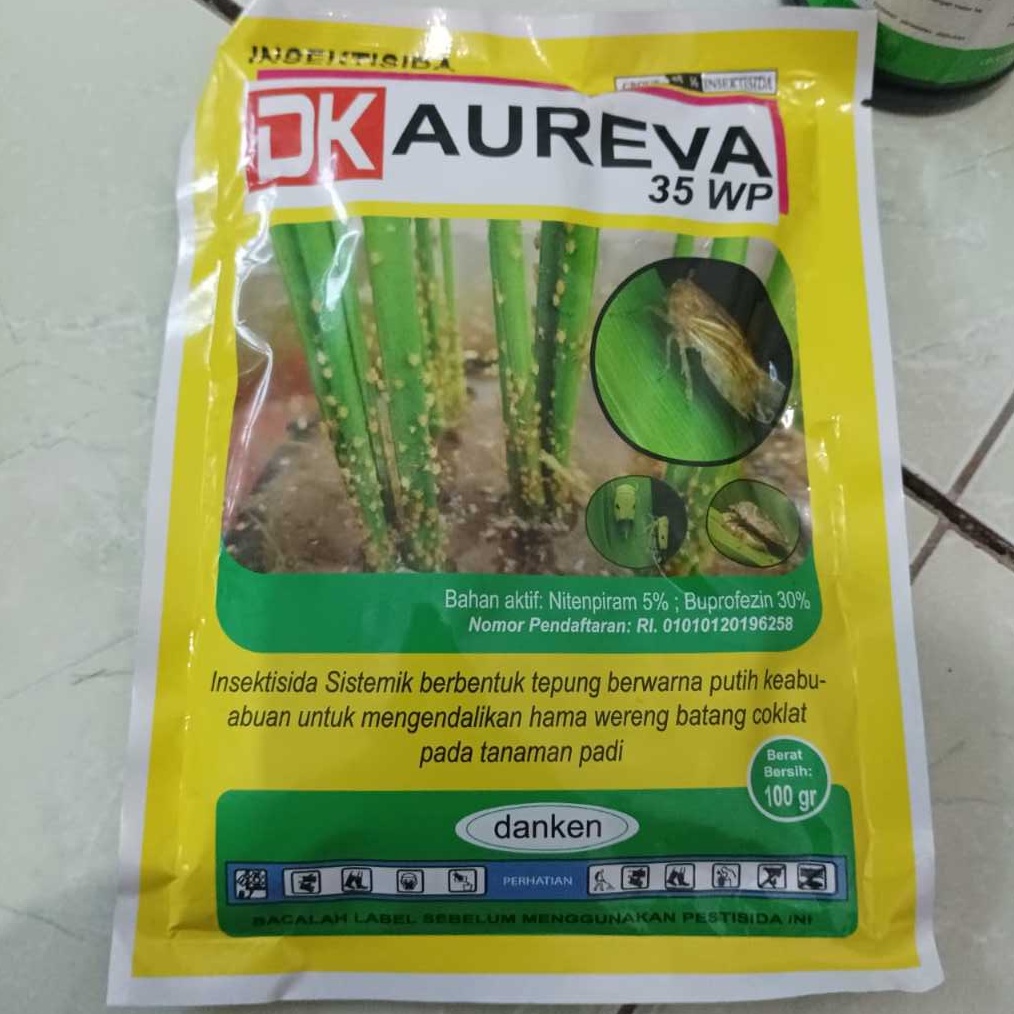 INSEKTISIDA
INSEKTISIDA
DK AUREVA
35 WP
Bahan aktif: Nitenpiram 5% ; Buprofezin 30%
Nomor Pendaftaran: RI. 01010120196258
Insektisida Sistemik berbentuk tepung berwarna putih keabu-
abuan untuk mengendalikan hama wereng batang coklat
pada tanaman padi
Berat
Bersih:
100 gr
danken
PERHATIAN
BACALAH LABEL SEBELUM MENGGUNAKAN PESTISIDA INI